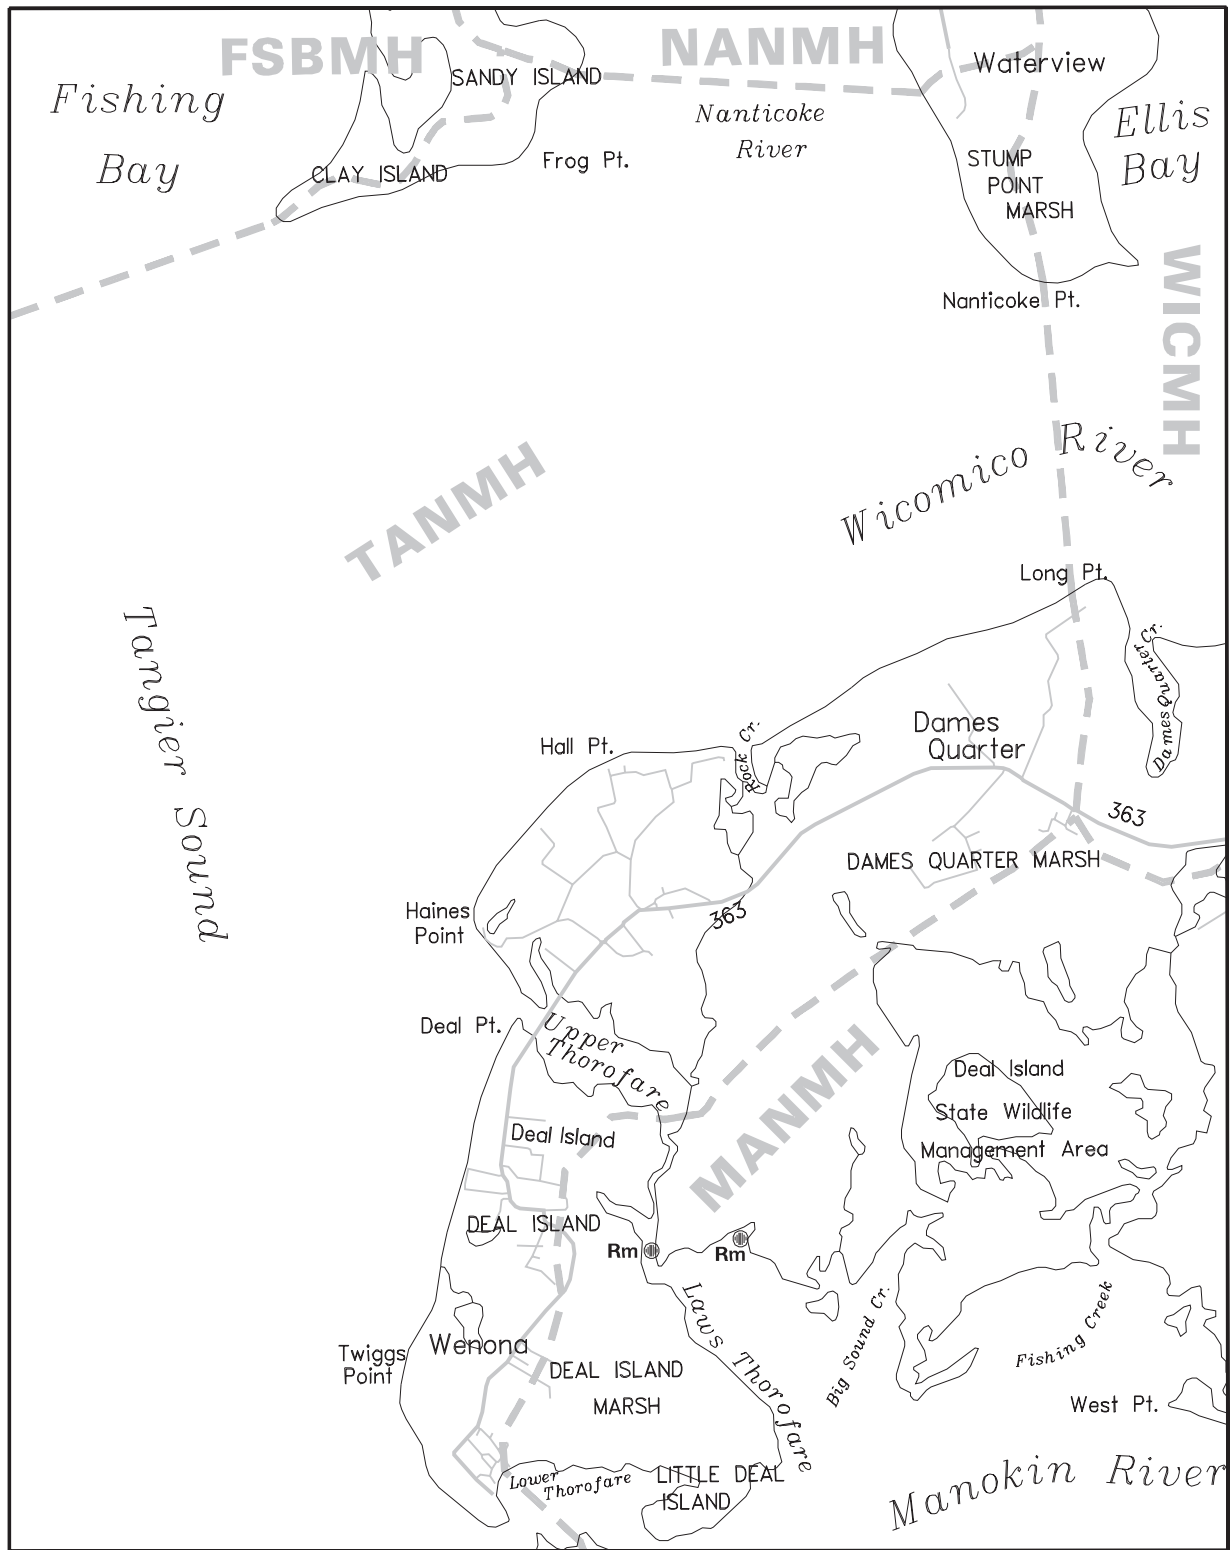 FSBMH
NANMH
Fishing
Bay
SANDY ISLAND
Waterview
Nanticoke
River
Ellis
Bay
CLAY ISLAND
Frog Pt.
STUMP
POINT
MARSH
WICMH
Nanticoke Pt.
Wicomico River
TANMH
Long Pt.
Tangier Sound
Dames Quarter Cr.
Hall Pt.
Rock Cr.
Dames
Quarter
363
DAMES QUARTER MARSH
363
Haines
Point
Deal Pt.
Upper
Thorofare
MANMH
Deal Island
State Wildlife
Management Area
Deal Island
DEAL ISLAND
Rm
Rm
Laws Thorofare
Big Sound Cr.
Fishing Creek
Twiggs
Point
Wenona
DEAL ISLAND
MARSH
West Pt.
Lower
Thorofare
LITTLE DEAL
ISLAND
Manokin River